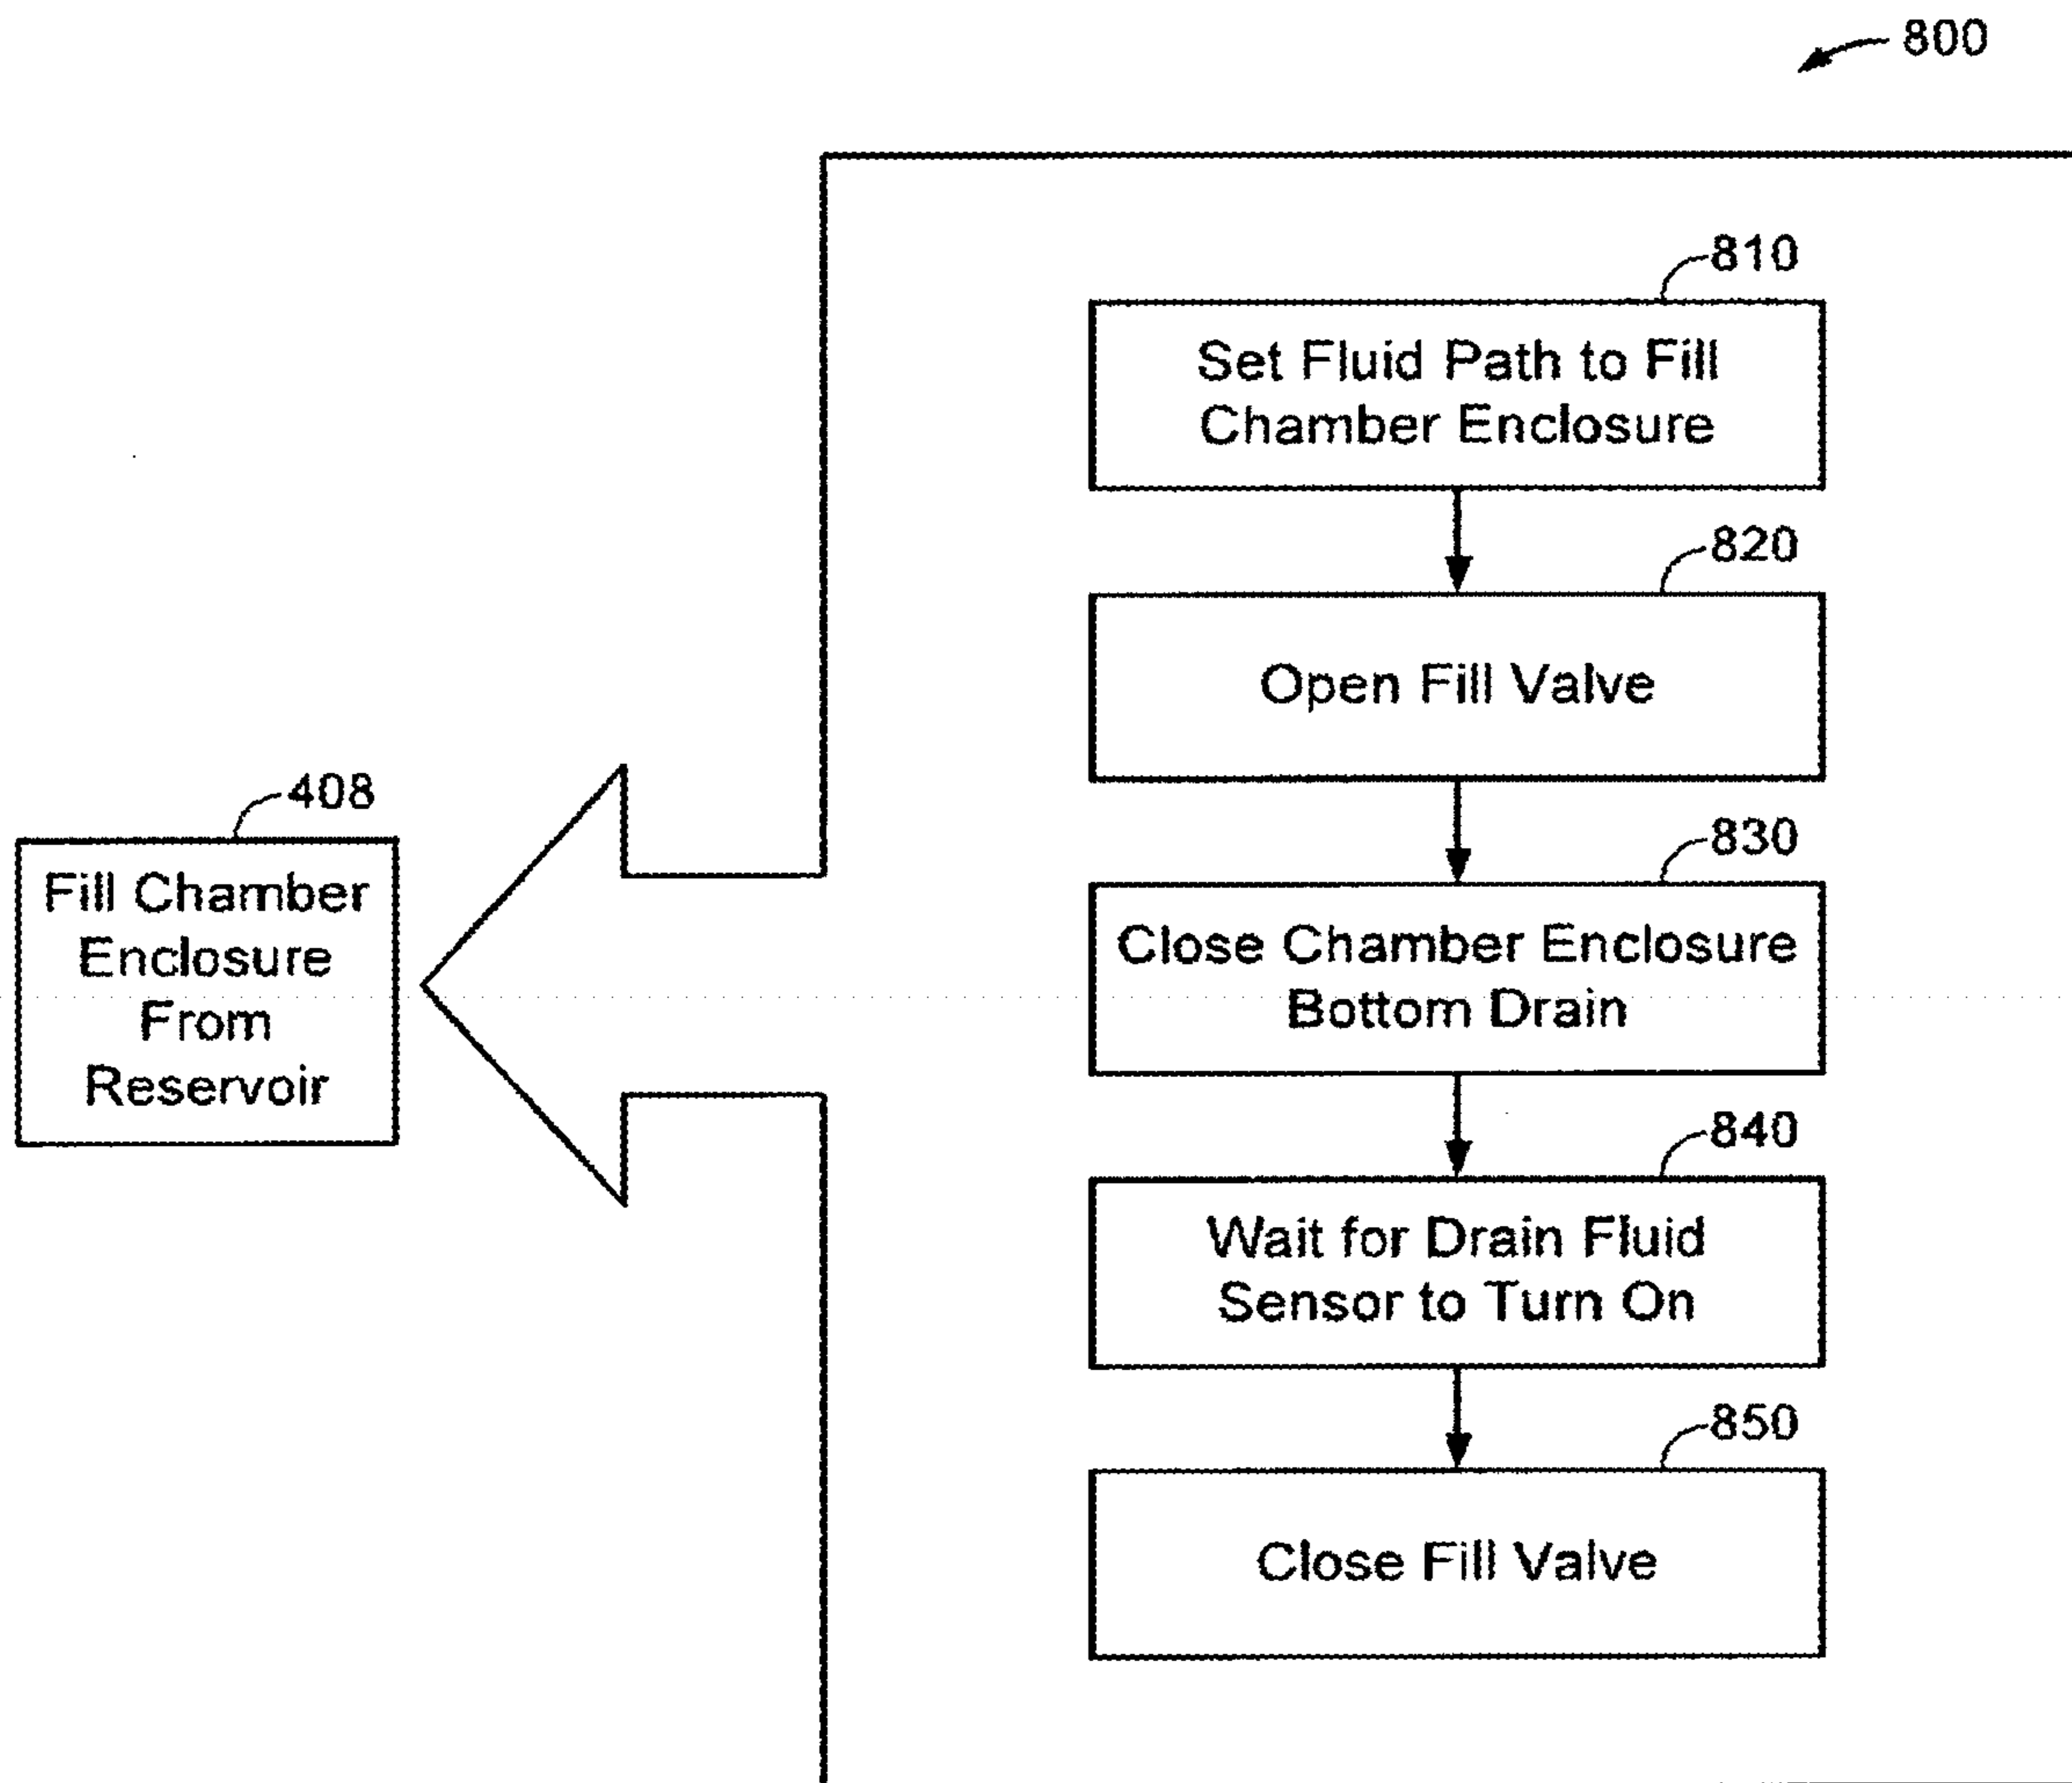 800
810
Set Fluid Path to Fill
Chamber Enclosure
820
Open Fill Valve
408
Fill Chamber
Enclosure
From
Reservoir
830
Close Chamber Enclosure
Bottom Drain
840
Wait for Drain Fluid
Sensor to Turn On
850
Close Fill Valve